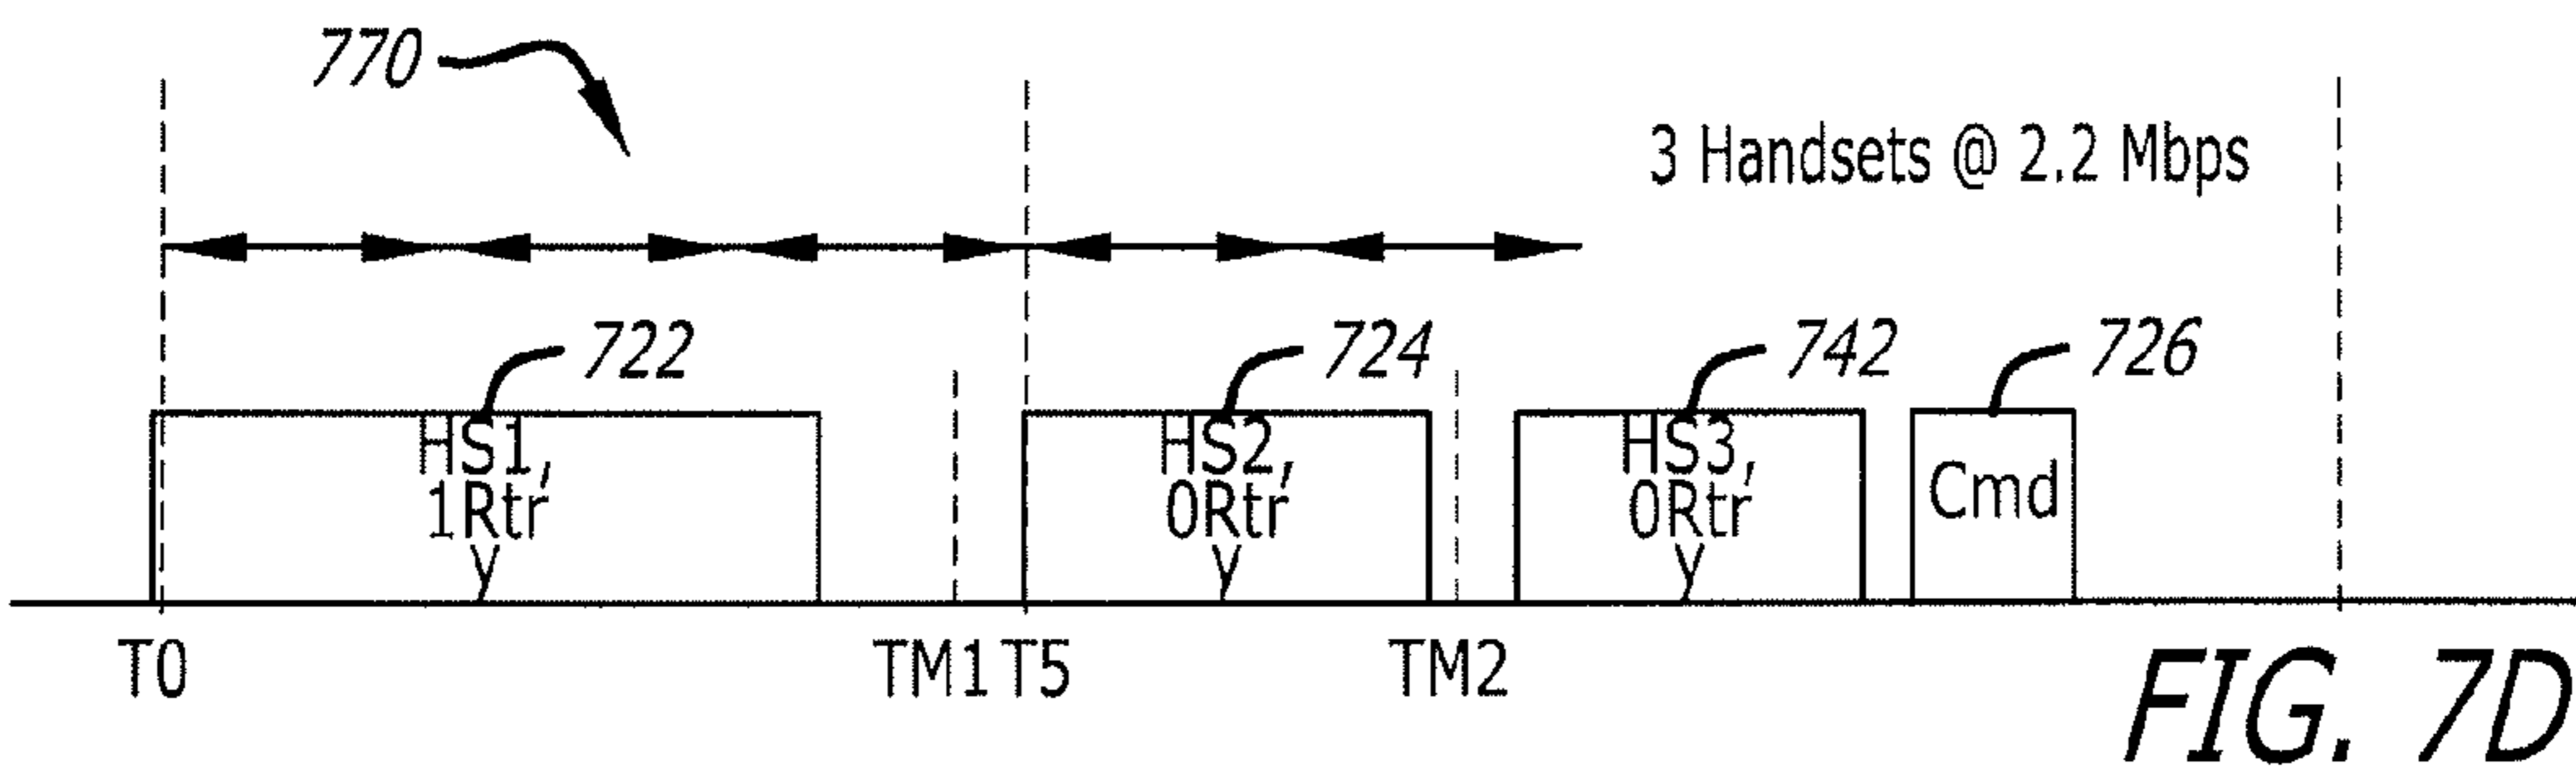 770
3 Handsets @ 2.2 Mbps
722
724
742
726
HS1,
1Rtr
y
HS2,
0Rtr
y
HS3,
0Rtr
y
Cmd
T0
TM1
T5
TM2
FIG. 7D